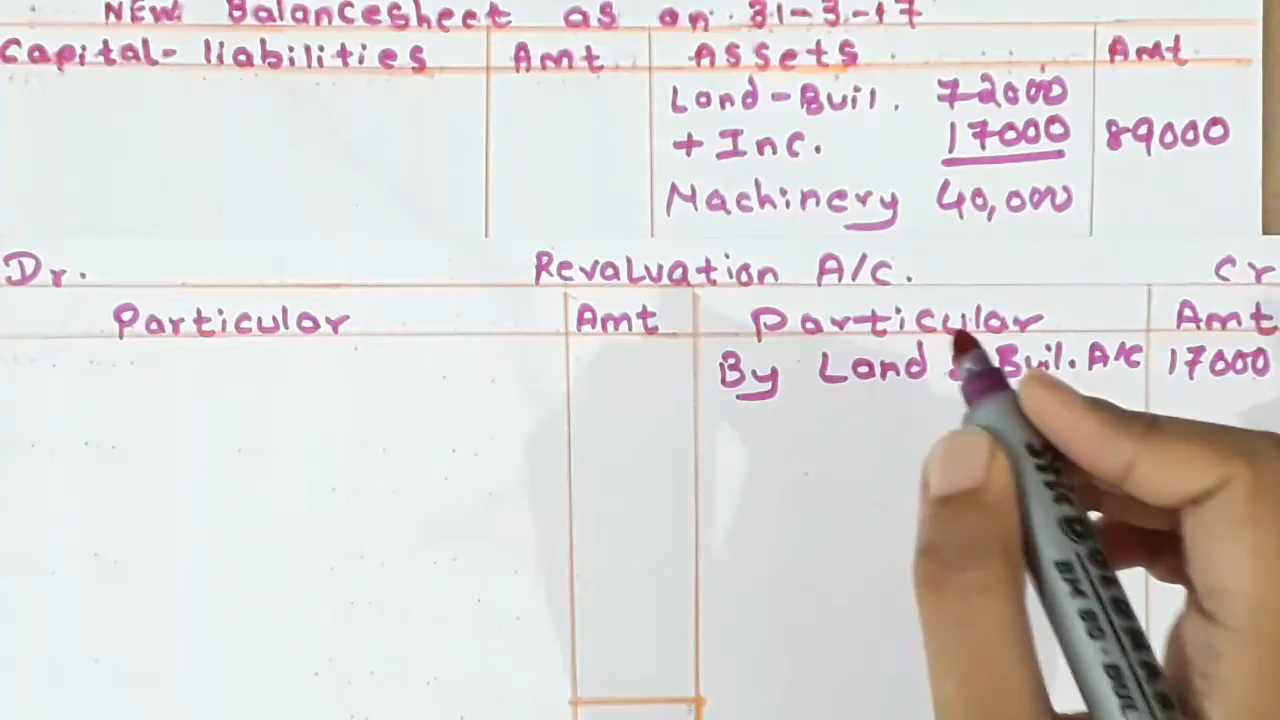 NEW Balancesheet as on 31-3-17
Capital-liabilities Amt Assets Amt
Land-Buil. 72000
+ Inc. 17000 89000
Machinery 40,000
Dr. Revaluation A/C. Cr
Particular Amt Particular Amt
By Land Buil. A/C 17000